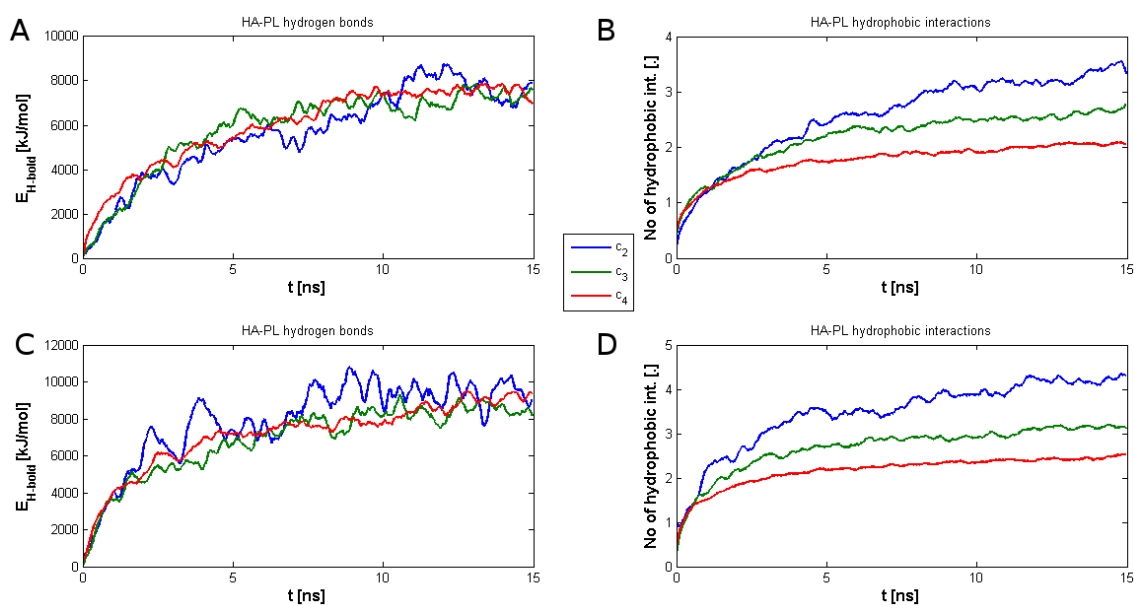 A
HA-PL hydrogen bonds
10000
8000
6000
4000
2000
0
E_H-bold [kJ/mol]
0 5 10 15
t [ns]
B
HA-PL hydrophobic interactions
4
3
2
1
0
No of hydrophobic int. [.]
0 5 10 15
t [ns]
c2
c3
c4
C
HA-PL hydrogen bonds
12000
10000
8000
6000
4000
2000
0
E_H-bold [kJ/mol]
0 5 10 15
t [ns]
D
HA-PL hydrophobic interactions
5
4
3
2
1
0
No of hydrophobic int. [.]
0 5 10 15
t [ns]